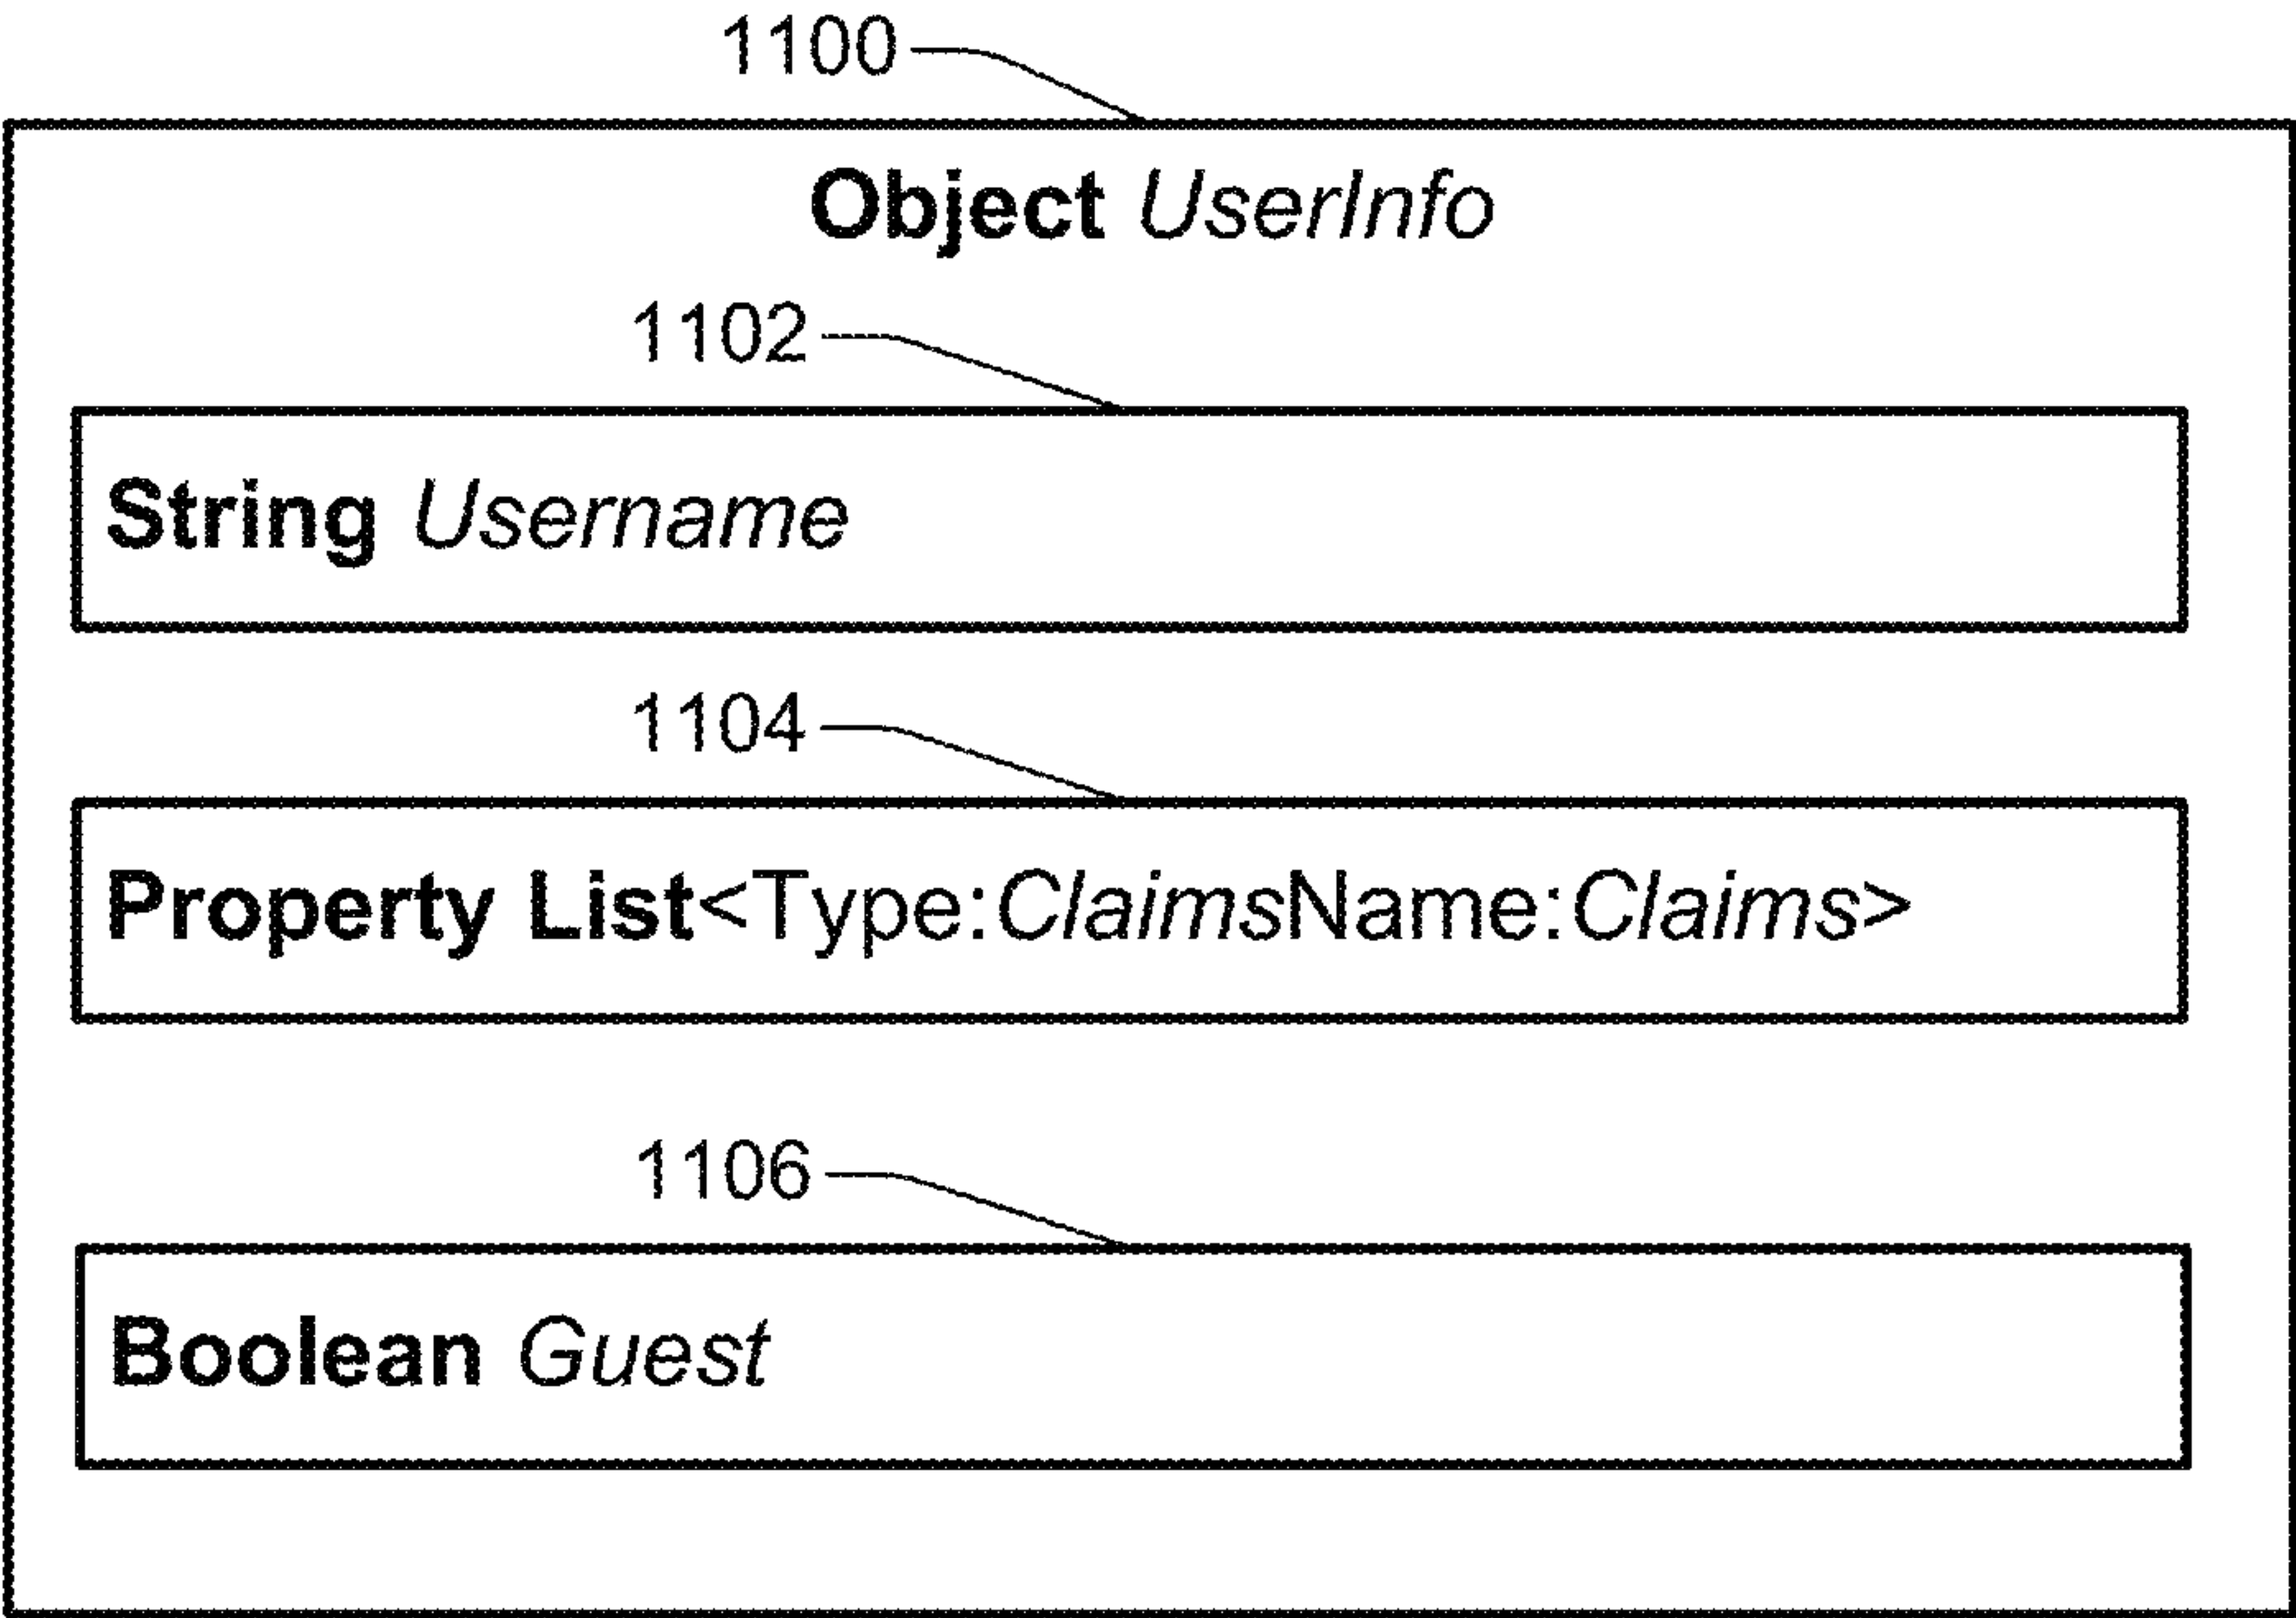 1100
Object UserInfo
1102
String Username
1104
Property List<Type:ClaimsName:Claims>
1106
Boolean Guest